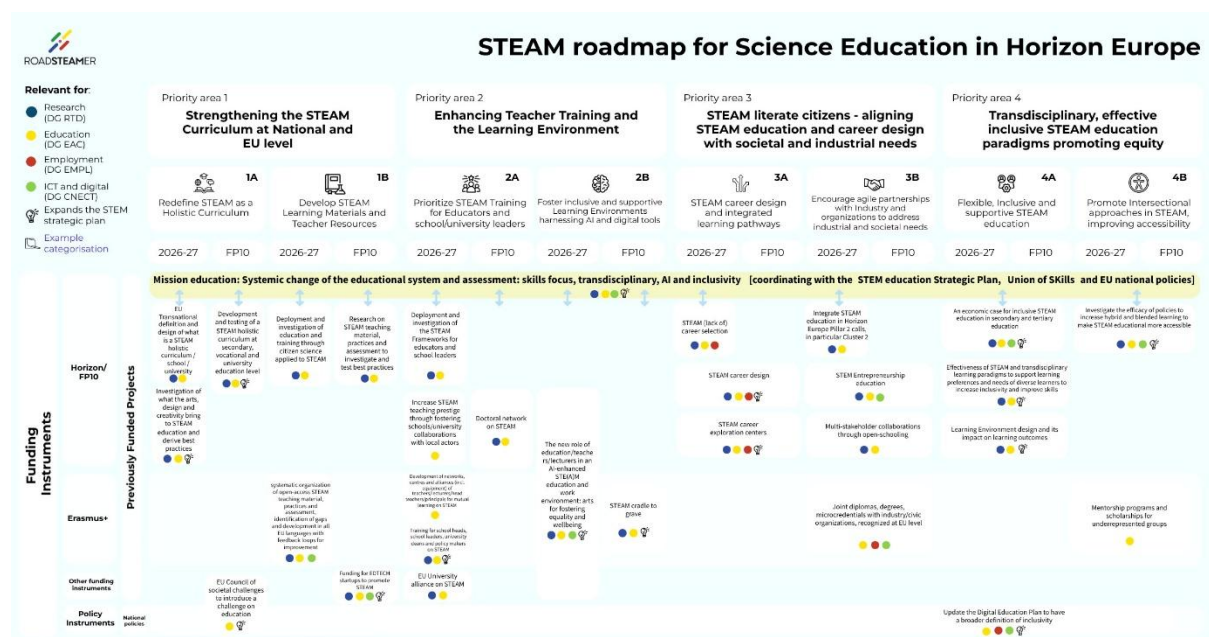 STEAM roadmap for Science Education in Horizon Europe
ROADSTEAMER
Relevant for:
Research
(DG RTD)
Education
(DG EAC)
Employment
(DG EMPL)
ICT and digital
(DG CNECT)
Expands the STEM
strategic plan
Example
categorisation
Priority area 1
Strengthening the STEAM
Curriculum at National and
EU level
Priority area 2
Enhancing Teacher Training and
the Learning Environment
Priority area 3
STEAM literate citizens - aligning
STEAM education and career design
with societal and industrial needs
Priority area 4
Transdisciplinary, effective
inclusive STEAM education
paradigms promoting equity
1A
Redefine STEAM as a
Holistic Curriculum
1B
Develop STEAM
Learning Materials and
Teacher Resources
2A
Prioritize STEAM Training
for Educators and
school/university leaders
2B
Foster inclusive and supportive
Learning Environments
harnessing AI and digital tools
3A
STEAM career design
and integrated
learning pathways
3B
Encourage agile partnerships
with Industry and
organizations to address
industrial and societal needs
4A
Flexible, Inclusive and
supportive STEAM
education
4B
Promote Intersectional
approaches in STEAM,
improving accessibility
2026-27 FP10 2026-27 FP10 2026-27 FP10 2026-27 FP10 2026-27 FP10 2026-27 FP10 2026-27 FP10 2026-27 FP10
Mission education: Systemic change of the educational system and assessment: skills focus, transdisciplinary, AI and inclusivity [coordinating with the STEM education Strategic Plan, Union of SKills and EU national policies]
Funding
Instruments
Previously Funded Projects
Horizon/
FP10
EU
Transnational
definition and
design of what
is a STEAM
holistic
curriculum /
school /
university
Investigation of
what the arts,
design and
creativity bring
to STEAM
education and
derive best
practices
Development
and testing of a
STEAM holistic
curriculum at
secondary,
vocational and
university
education level
Deployment and
investigation of
education and
training through
citizen science
applied to STEAM
Research on
STEAM teaching
material,
practices and
assessment to
investigate and
test best practices
Deployment and
investigation of
the STEAM
Frameworks for
educators and
school leaders
Increase STEAM
teaching prestige
through fostering
schools/university
collaborations
with local actors
Doctoral network
on STEAM
The new role of
education/teache
rs/lecturers in an
AI-enhanced
STE(A)M
education and
work
environment: arts
for fostering
equality and
wellbeing
STEAM (lack of)
career selection
STEAM career design
STEAM career
exploration centers
Integrate STEAM
education in Horizon
Europe Pillar 2 calls,
in particular Cluster 2
STEM Entrepreneurship
education
Multi-stakeholder collaborations
through open-schooling
An economic case for inclusive STEAM
education in secondary and tertiary
education
Effectiveness of STEAM and transdisciplinary
learning paradigms to support learning
preferences and needs of diverse learners to
increase inclusivity and improve skills
Learning Environment design and its
impact on learning outcomes
Investigate the efficacy of policies to
increase hybrid and blended learning to
make STEAM educational more accessible
Erasmus+
systematic organization
of open-access STEAM
teaching material,
practices and
assessment,
identification of gaps
and development in all
EU languages with
feedback loops for
improvement
Development of networks,
centres and alliances (incl.
equipment) of
teachers/lecturers/head
teachers/principals for mutual
learning on STEAM
Training for school heads,
school leaders, university
deans and policy makers
on STEAM
STEAM cradle to
grave
Joint diplomas, degrees,
microcredentials with industry/civic
organizations, recognized at EU level
Mentorship programs and
scholarships for
underrepresented groups
Other funding
instruments
EU Council of
societal challenges
to introduce a
challenge on
education
Funding for EDTECH
startups to promote
STEAM
EU University
alliance on STEAM
Policy
Instruments
National
policies
Update the Digital Education Plan to have
a broader definition of inclusivity